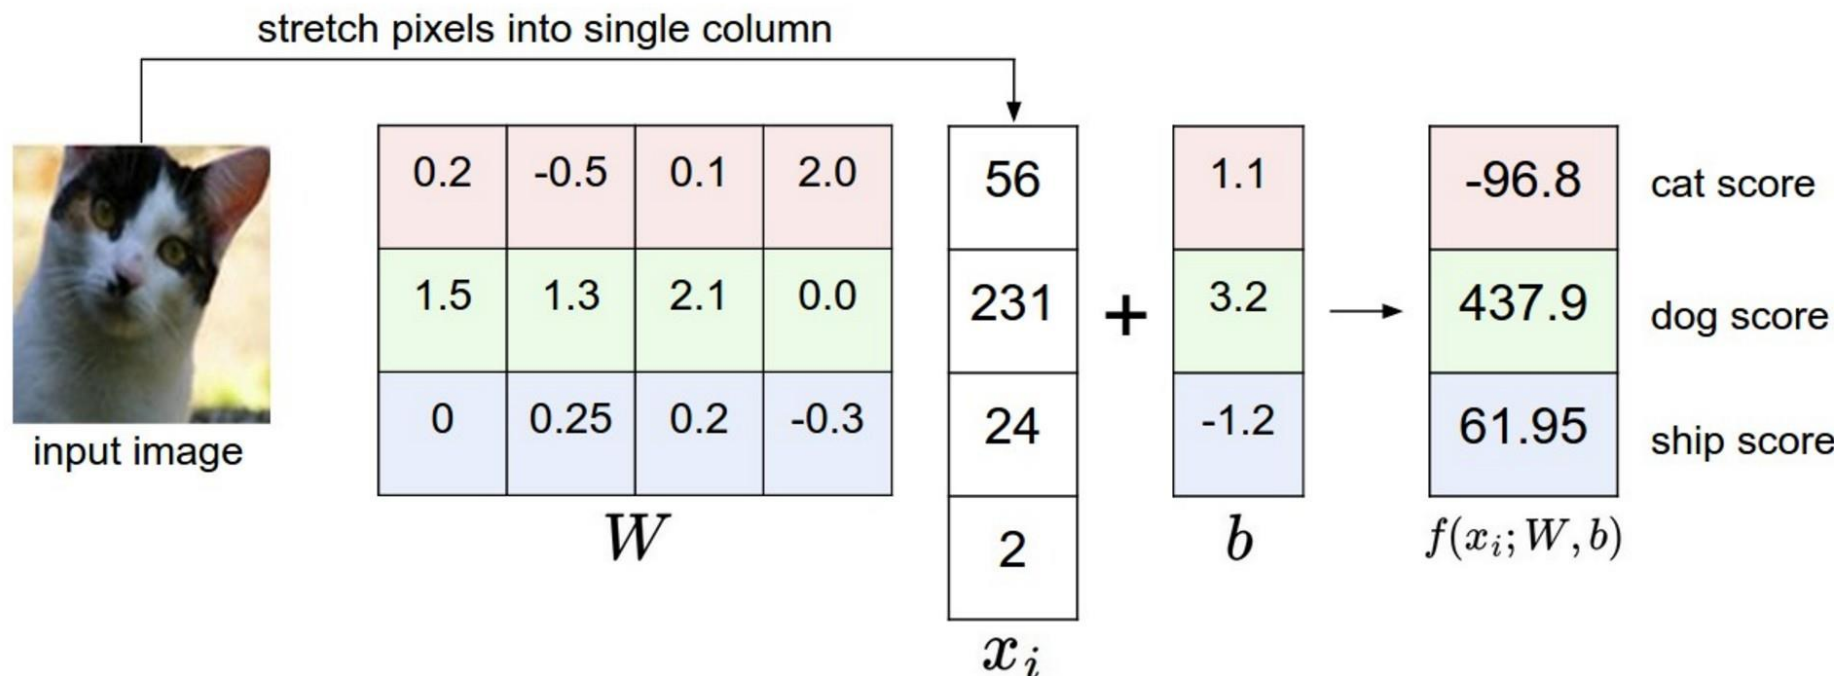 stretch pixels into single column
0.2 -0.5 0.1 2.0
1.5 1.3 2.1 0.0
0 0.25 0.2 -0.3
W
56
231
24
2
x_i
+
1.1
3.2
-1.2
b
-96.8 cat score
437.9 dog score
61.95 ship score
f(x_i; W, b)
input image